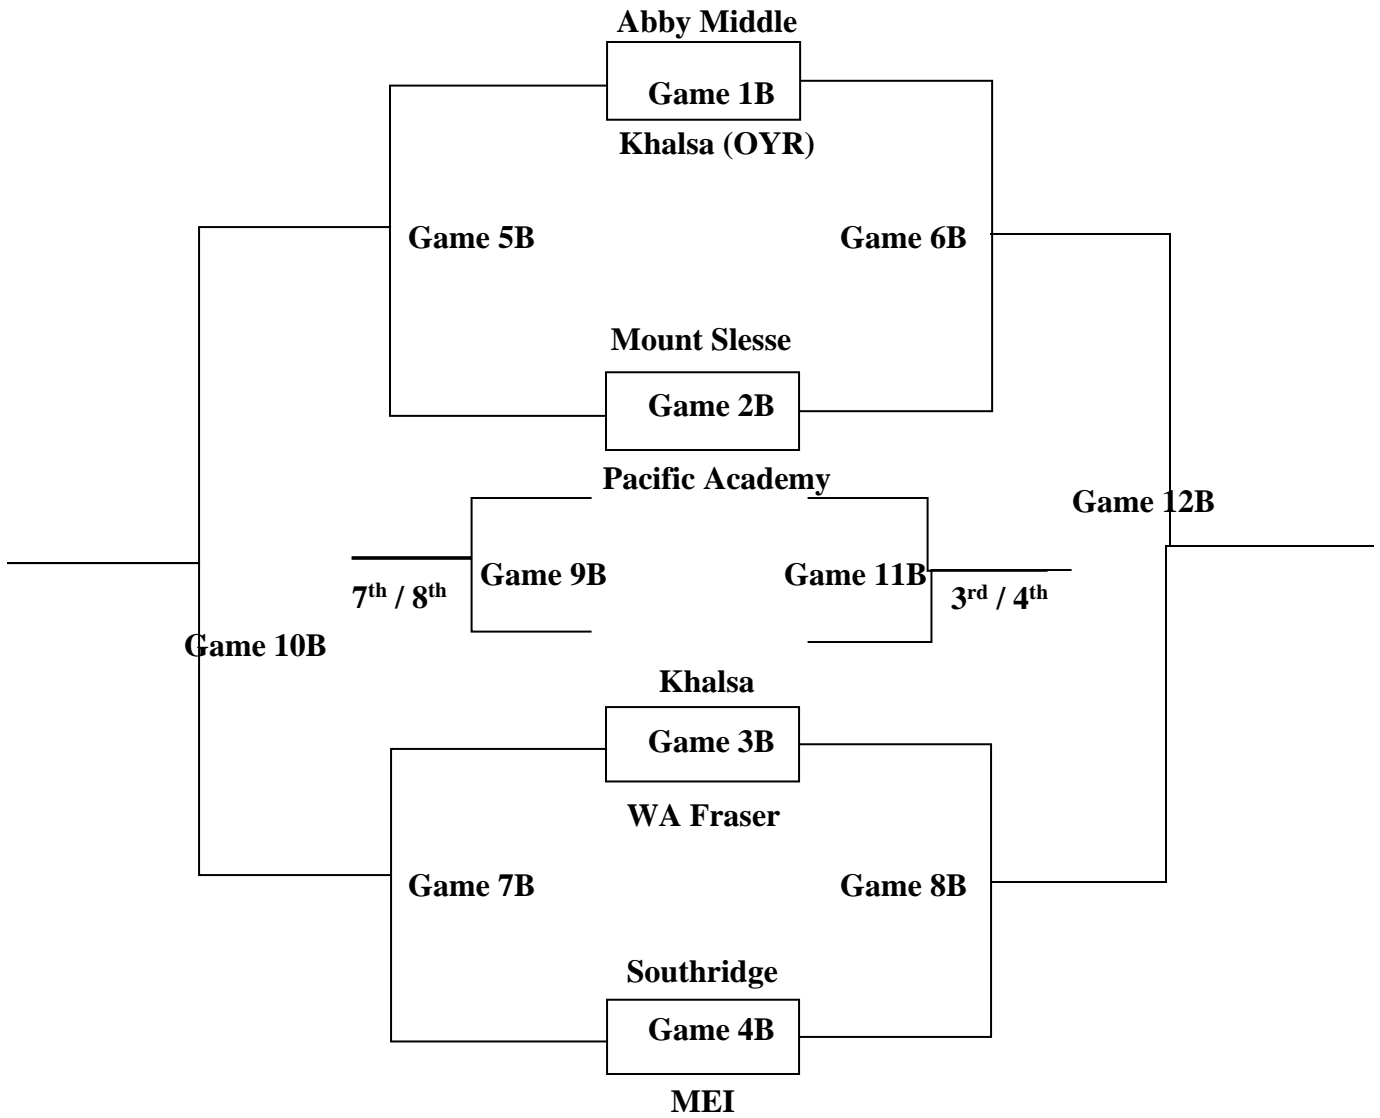 Abby Middle
Game 1B
Khalsa (OYR)
Game 5B
Game 6B
Mount Slesse
Game 2B
Pacific Academy
Game 12B
Game 9B
Game 11B
7th / 8th
3rd / 4th
Game 10B
Khalsa
Game 3B
WA Fraser
Game 7B
Game 8B
Southridge
Game 4B
MEI